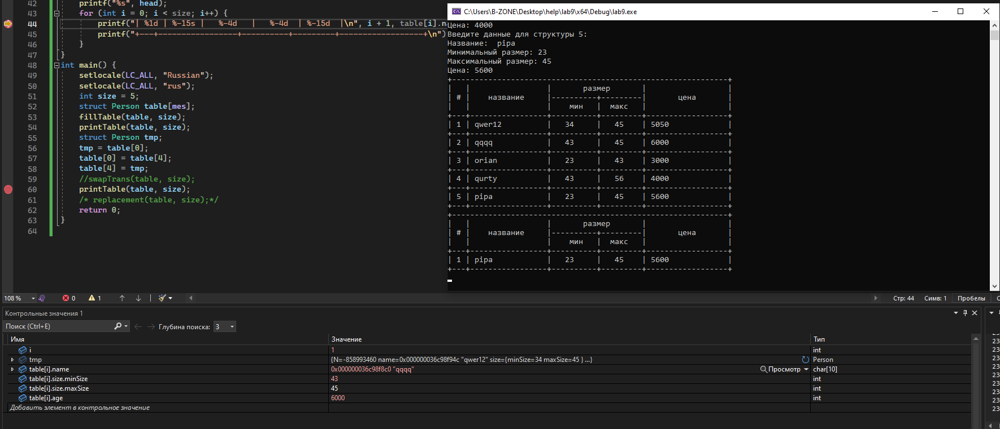 42 printf("%s", head);
43 for (int i = 0; i < size; i++) {
44 printf("| %1d | %-15s |   %-4d   |   %-4d  | %-15d  |\n", i + 1, table[i].na
45 printf("+---+-----------------+----------+---------+------------------+\n")
46 }
47 }
48 int main() {
49 setlocale(LC_ALL, "Russian");
50 setlocale(LC_ALL, "rus");
51 int size = 5;
52 struct Person table[mes];
53 fillTable(table, size);
54 printTable(table, size);
55 struct Person tmp;
56 tmp = table[0];
57 table[0] = table[4];
58 table[4] = tmp;
59 //swapTrans(table, size);
60 printTable(table, size);
61 /* replacement(table, size);*/
62 return 0;
63 }
64
C:\Users\B-ZONE\Desktop\help\lab9\x64\Debug\lab9.exe
Цена: 4000
Введите данные для структуры 5:
Название:  pipa
Минимальный размер: 23
Максимальный размер: 45
Цена: 5600
+-------------------------------------------------------------+
|   |                 |       размер       |                  |
| # |    название     |----------+---------|       цена       |
|   |                 |    мин   |  макс   |                  |
+---+-----------------+----------+---------+------------------+
| 1 | qwer12          |   34     |   45    | 5050             |
+---+-----------------+----------+---------+------------------+
| 2 | qqqq            |   43     |   45    | 6000             |
+---+-----------------+----------+---------+------------------+
| 3 | orian           |   23     |   43    | 3000             |
+---+-----------------+----------+---------+------------------+
| 4 | qurty           |   43     |   56    | 4000             |
+---+-----------------+----------+---------+------------------+
| 5 | pipa            |   23     |   45    | 5600             |
+---+-----------------+----------+---------+------------------+
+-------------------------------------------------------------+
|   |                 |       размер       |                  |
| # |    название     |----------+---------|       цена       |
|   |                 |    мин   |  макс   |                  |
+---+-----------------+----------+---------+------------------+
| 1 | pipa            |   23     |   45    | 5600             |
+---+-----------------+----------+---------+------------------+
108 % 0 1 Стр: 44 Симв: 1 Пробелы
Контрольные значения 1
Поиск (Ctrl+E) Глубина поиска: 3
Имя Значение Тип
i 1 int
tmp {N=-858993460 name=0x000000036c98f94c "qwer12" size={minSize=34 maxSize=45 } ...} Person
table[i].name 0x000000036c98f8c0 "qqqq" Просмотр char[10]
table[i].size.minSize 43 int
table[i].size.maxSize 45 int
table[i].age 6000 int
Добавить элемент в контрольное значение
23
23
23
23
23
23
23
23